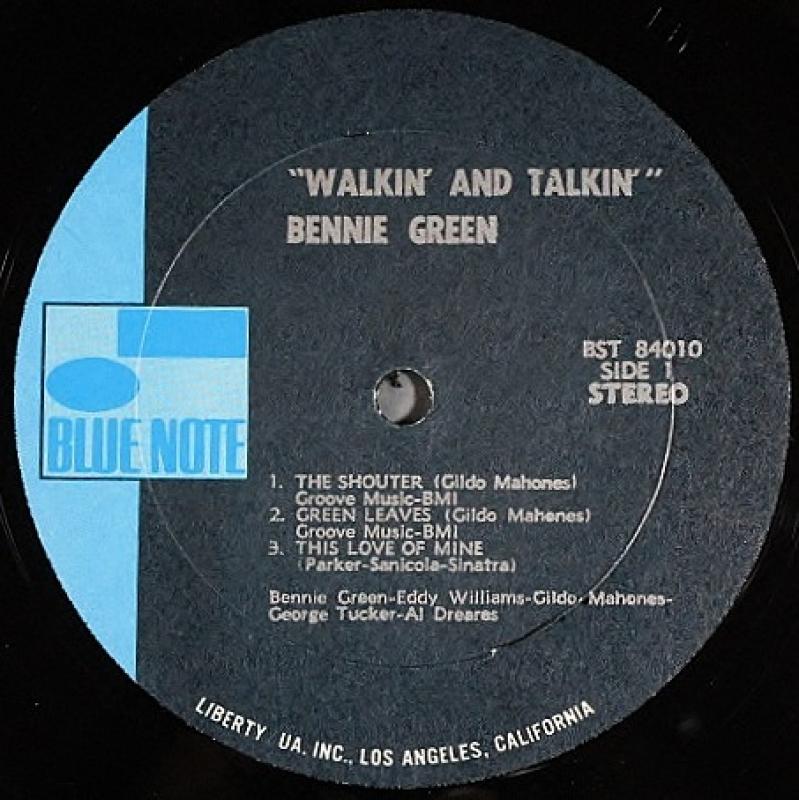 "WALKIN' AND TALKIN'"
BENNIE GREEN
BST 84010
SIDE 1
STEREO
BLUE NOTE
1. THE SHOUTER (Gildo Mahones)
Groove Music-BMI
2. GREEN LEAVES (Gildo Mahones)
Groove Music-BMI
3. THIS LOVE OF MINE
(Parker-Sanicola-Sinatra)
Bennie Green-Eddy Williams-Gildo-Mahones-
George Tucker-Al Dreares
LIBERTY UA, INC., LOS ANGELES, CALIFORNIA